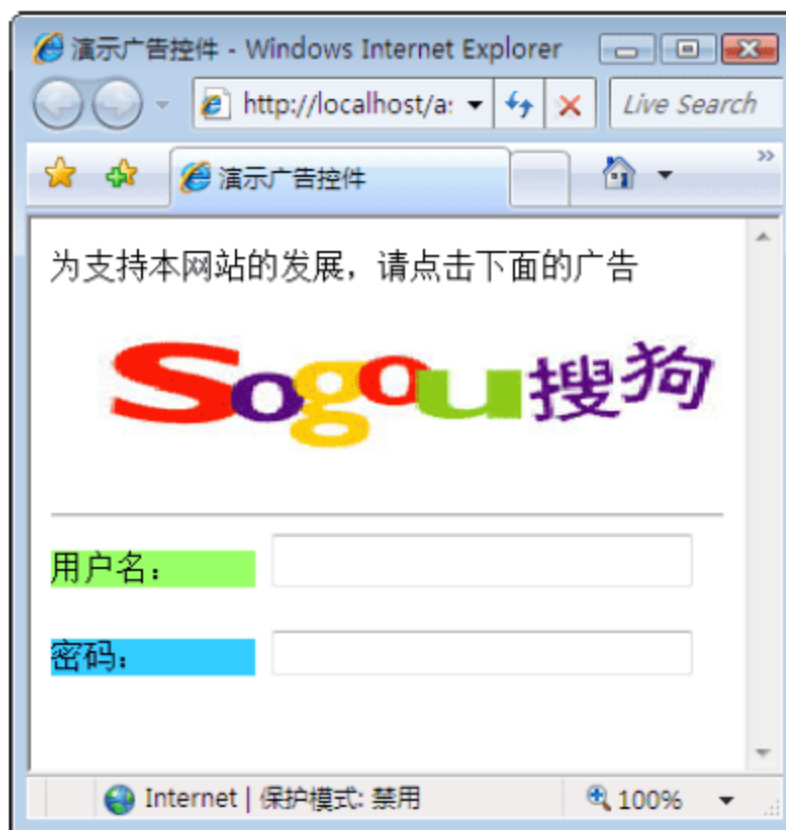 演示广告控件 - Windows Internet Explorer
http://localhost/a
Live Search
演示广告控件
为支持本网站的发展，请点击下面的广告
Sogou搜狗
用户名：
密码：
Internet | 保护模式: 禁用
100%